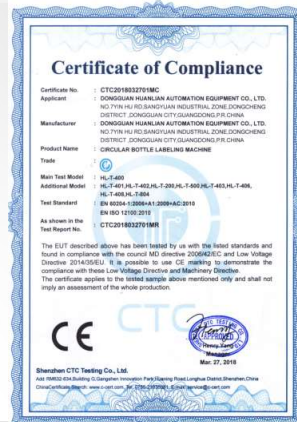 Certificate of Compliance
Certificate No. : CTC2018032701MC
Applicant : DONGGUAN HUANLIAN AUTOMATION EQUIPMENT CO., LTD.
NO.7YIN HU RD,SANGYUAN INDUSTRIAL ZONE,DONGCHENG
DISTRICT ,DONGGUAN CITY,GUANGDONG,P.R.CHINA
Manufacturer : DONGGUAN HUANLIAN AUTOMATION EQUIPMENT CO., LTD.
NO.7YIN HU RD,SANGYUAN INDUSTRIAL ZONE,DONGCHENG
DISTRICT ,DONGGUAN CITY,GUANGDONG,P.R.CHINA
Product Name : CIRCULAR BOTTLE LABELING MACHINE
Trade :
Main Test Model : HL-T-400
Additional Model : HL-T-401,HL-T-402,HL-T-200,HL-T-500,HL-T-403,HL-T-406,
HL-T-408,HL-T-804
Test Standard : EN 60204-1:2006+A1:2009+AC:2010
EN ISO 12100:2010
As shown in the
Test Report No. : CTC2018032701MR
The EUT described above has been tested by us with the listed standards and
found in compliance with the council MD directive 2006/42/EC and Low Voltage
Directive 2014/35/EU. It is possible to use CE marking to demonstrate the
compliance with these Low Voltage Directive and Machinery Directive.
The certificate applies to the tested sample above mentioned only and shall not
imply an assessment of the whole production.
CTC
CE
APPROVED
Henry Yang
Manager
Mar. 27, 2018
Shenzhen CTC Testing Co., Ltd.